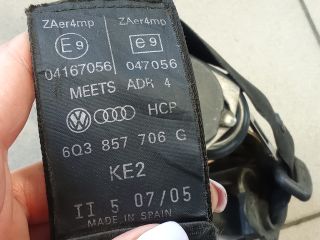 ZAer4mp ZAer4mp
E9 e9
04167056 047056
MEETS ADR 4
HCP
6Q3 857 706 G
KE2
II 5 07/05
MADE IN SPAIN